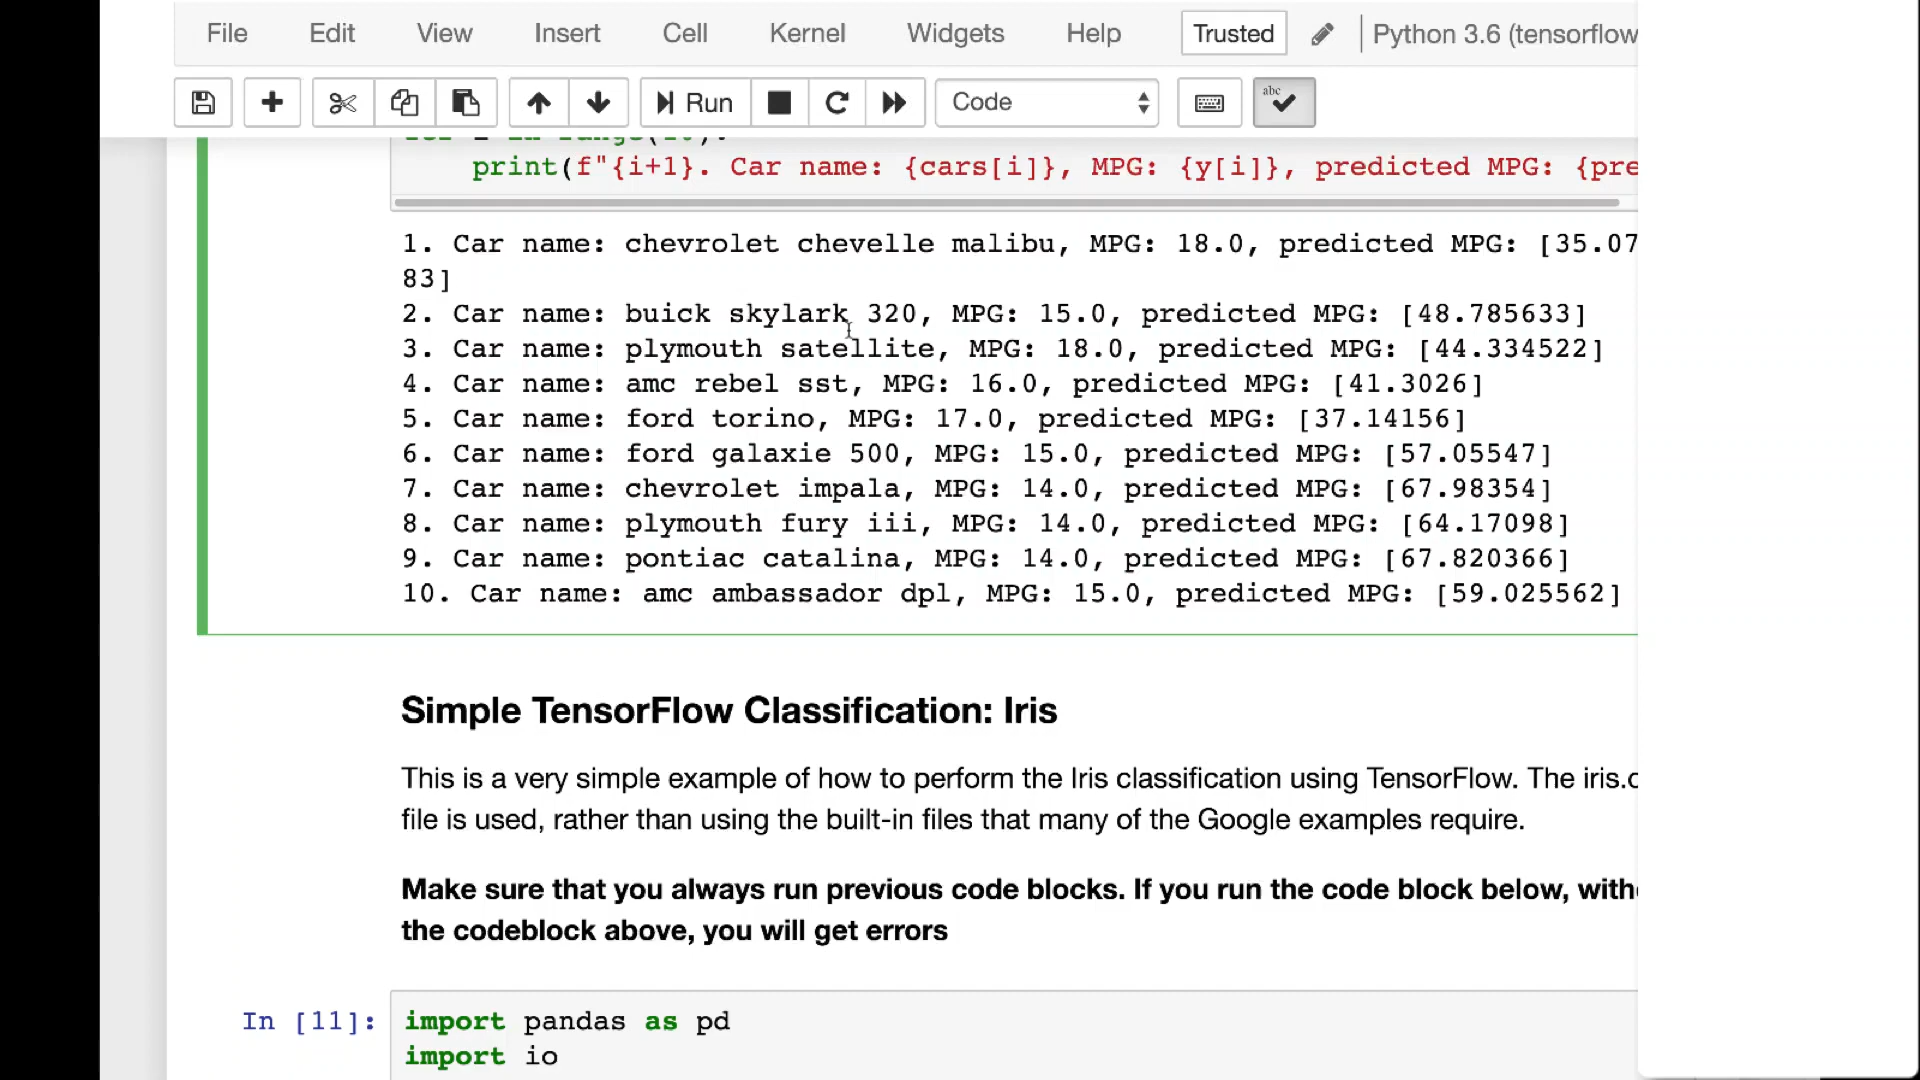 File Edit View Insert Cell Kernel Widgets Help Trusted Python 3.6 (tensorflow
Run Code abc
print(f"{i+1}. Car name: {cars[i]}, MPG: {y[i]}, predicted MPG: {pre
1. Car name: chevrolet chevelle malibu, MPG: 18.0, predicted MPG: [35.07
83]
2. Car name: buick skylark 320, MPG: 15.0, predicted MPG: [48.785633]
3. Car name: plymouth satellite, MPG: 18.0, predicted MPG: [44.334522]
4. Car name: amc rebel sst, MPG: 16.0, predicted MPG: [41.3026]
5. Car name: ford torino, MPG: 17.0, predicted MPG: [37.14156]
6. Car name: ford galaxie 500, MPG: 15.0, predicted MPG: [57.05547]
7. Car name: chevrolet impala, MPG: 14.0, predicted MPG: [67.98354]
8. Car name: plymouth fury iii, MPG: 14.0, predicted MPG: [64.17098]
9. Car name: pontiac catalina, MPG: 14.0, predicted MPG: [67.820366]
10. Car name: amc ambassador dpl, MPG: 15.0, predicted MPG: [59.025562]
Simple TensorFlow Classification: Iris
This is a very simple example of how to perform the Iris classification using TensorFlow. The iris.c
file is used, rather than using the built-in files that many of the Google examples require.
Make sure that you always run previous code blocks. If you run the code block below, with
the codeblock above, you will get errors
In [11]: import pandas as pd
import io